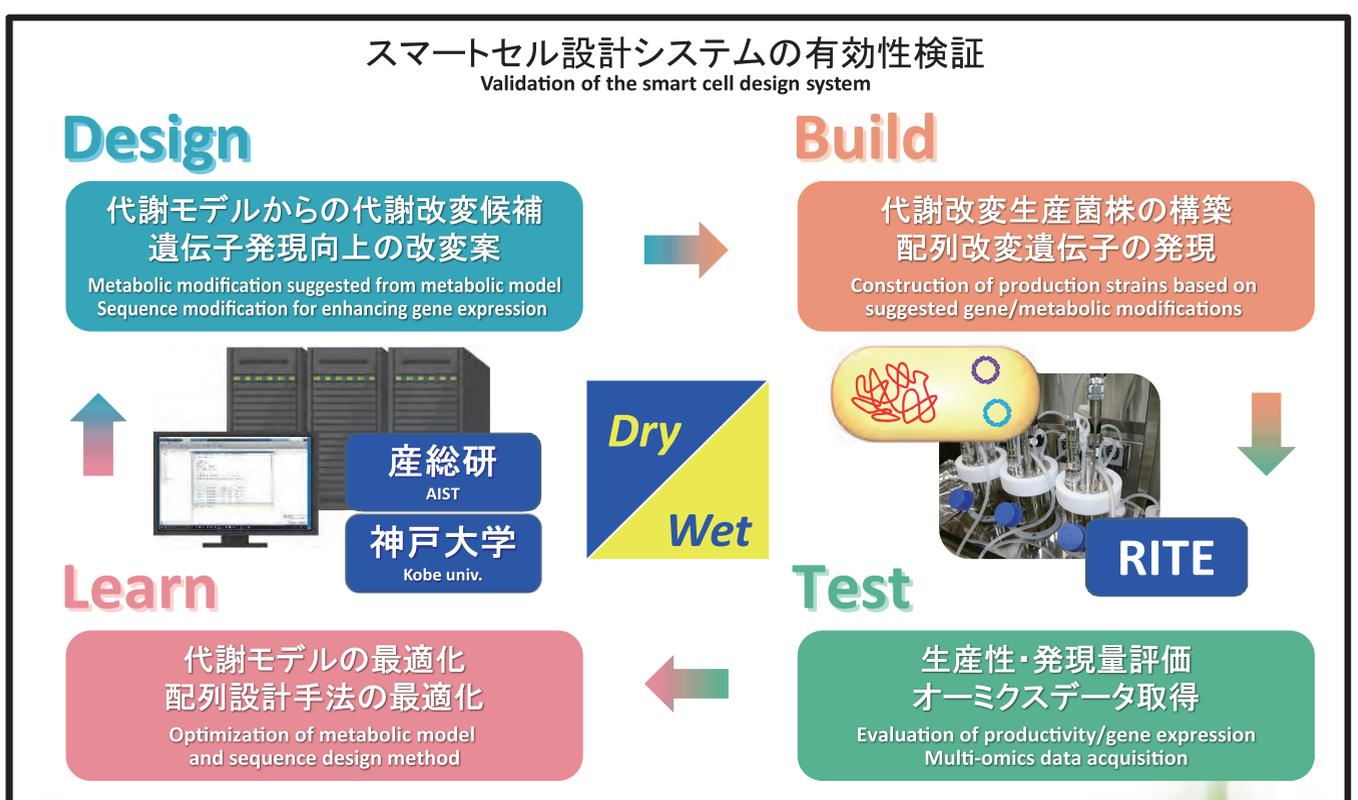 スマートセル設計システムの有効性検証
Validation of the smart cell design system
Design
代謝モデルからの代謝改変候補
遺伝子発現向上の改変案
Metabolic modification suggested from metabolic model
Sequence modification for enhancing gene expression
Build
代謝改変生産菌株の構築
配列改変遺伝子の発現
Construction of production strains based on
suggested gene/metabolic modifications
産総研
AIST
神戸大学
Kobe univ.
Dry
Wet
RITE
Learn
代謝モデルの最適化
配列設計手法の最適化
Optimization of metabolic model
and sequence design method
Test
生産性・発現量評価
オーミクスデータ取得
Evaluation of productivity/gene expression
Multi-omics data acquisition